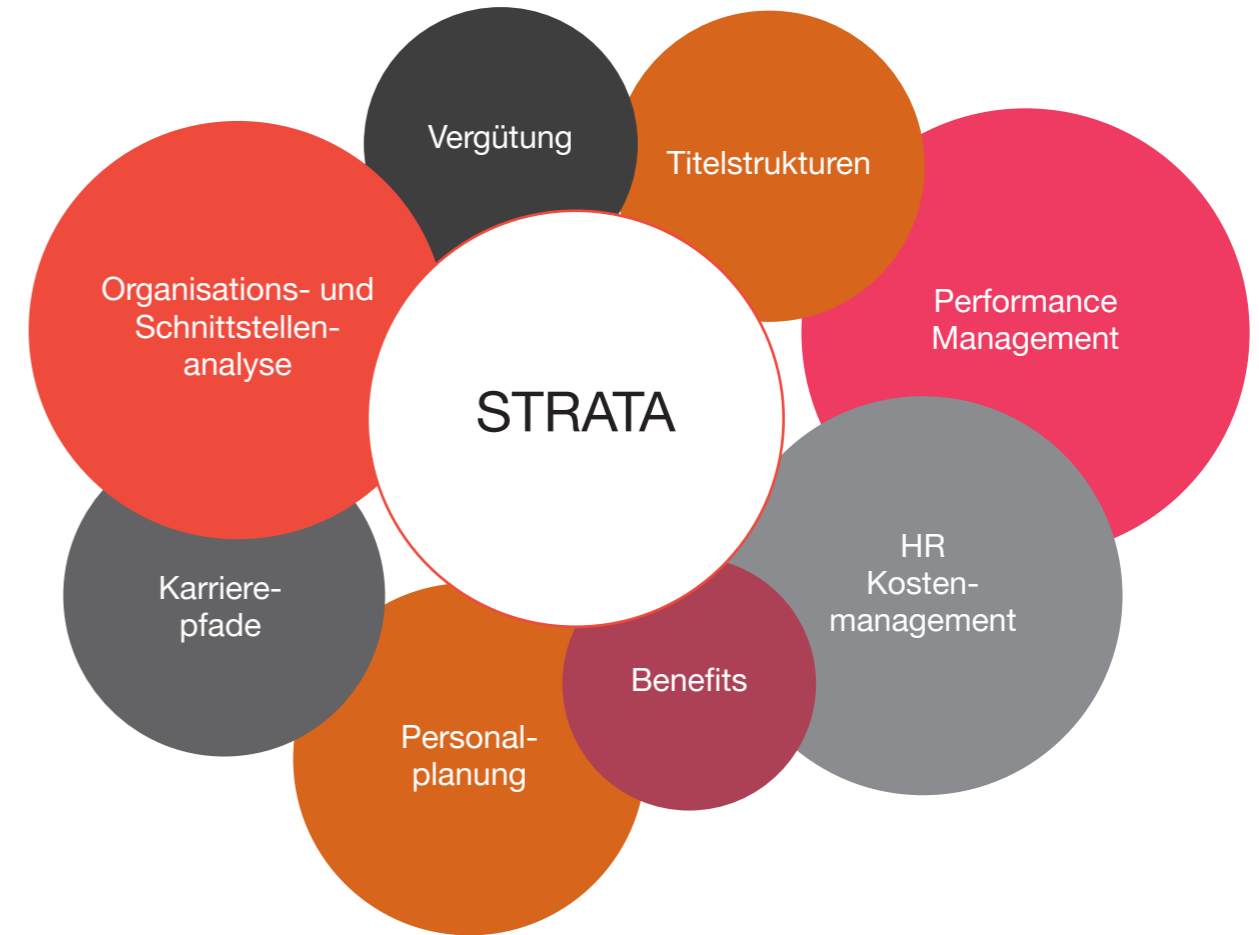 Vergütung
Titelstrukturen
Organisations- und
Schnittstellen-
analyse
Performance
Management
STRATA
HR
Kosten-
management
Karriere-
pfade
Benefits
Personal-
planung